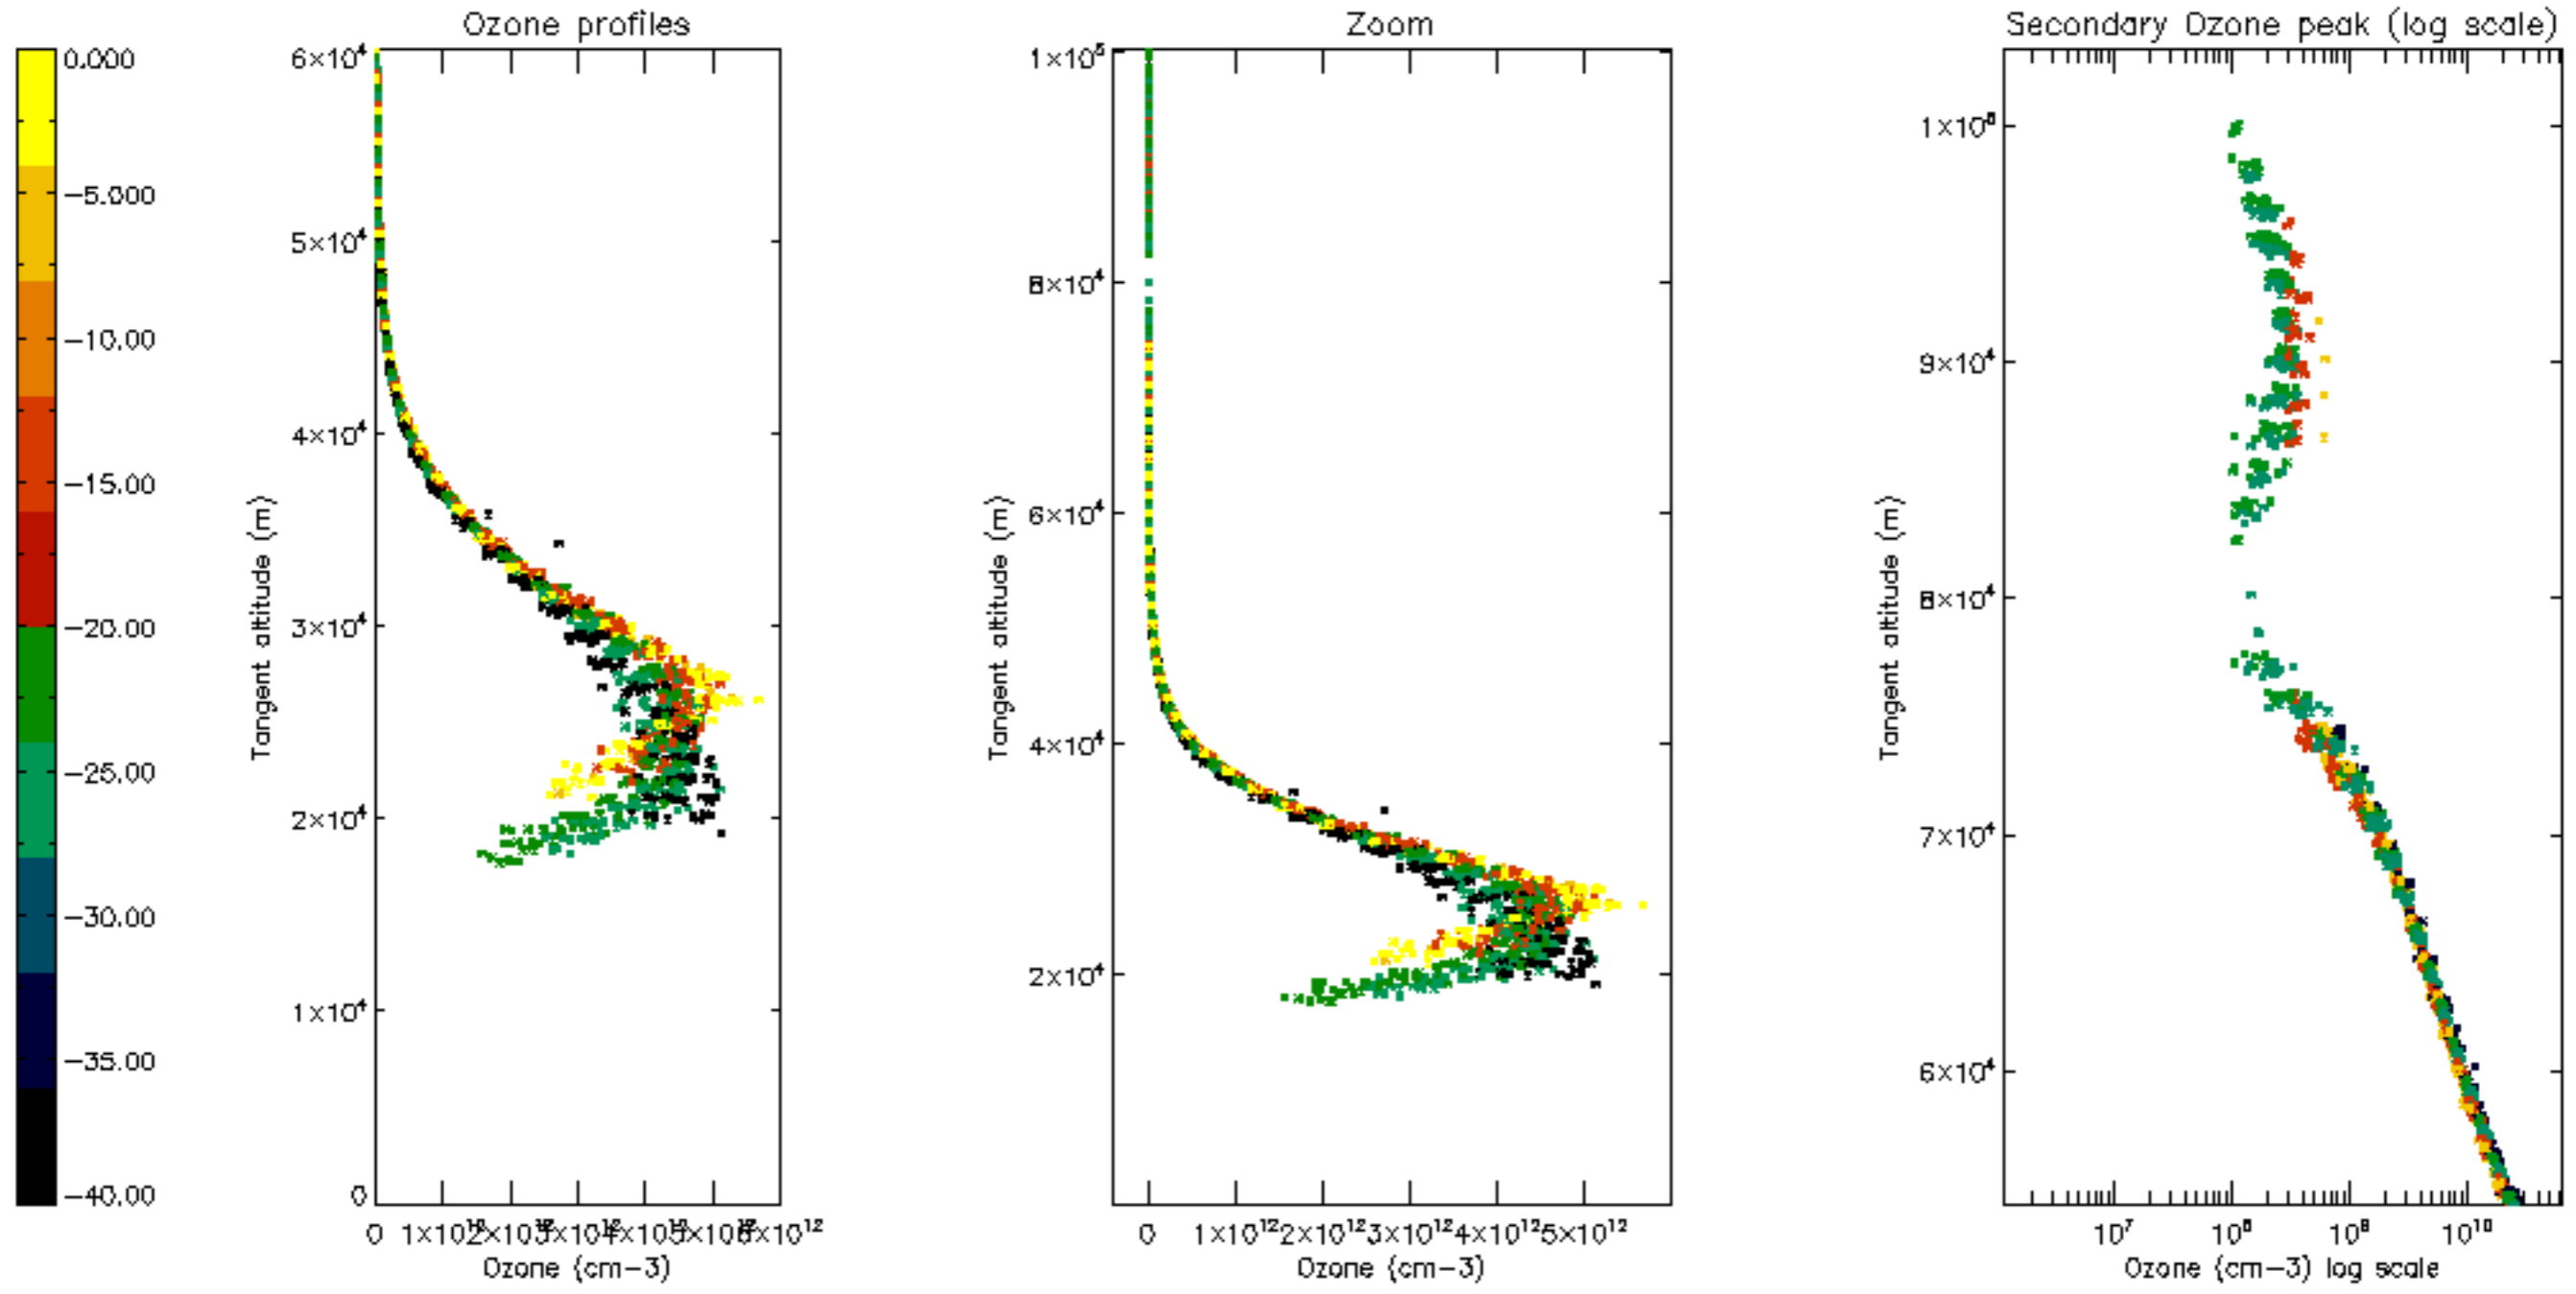 Ozone profiles
Zoom
Secondary Ozone peak (log scale)
0.000
−5.000
−10.00
−15.00
−20.00
−25.00
−30.00
−35.00
−40.00
6×10⁴
5×10⁴
4×10⁴
3×10⁴
2×10⁴
1×10⁴
0
Tangent altitude (m)
0
6×10¹²
Ozone (cm−3)
1×10⁵
8×10⁴
6×10⁴
4×10⁴
2×10⁴
Tangent altitude (m)
0 1×10¹² 2×10¹² 3×10¹² 4×10¹² 5×10¹²
Ozone (cm−3)
1×10⁵
9×10⁴
8×10⁴
7×10⁴
6×10⁴
Tangent altitude (m)
10⁷ 10⁸ 10⁹ 10¹⁰
Ozone (cm−3) log scale